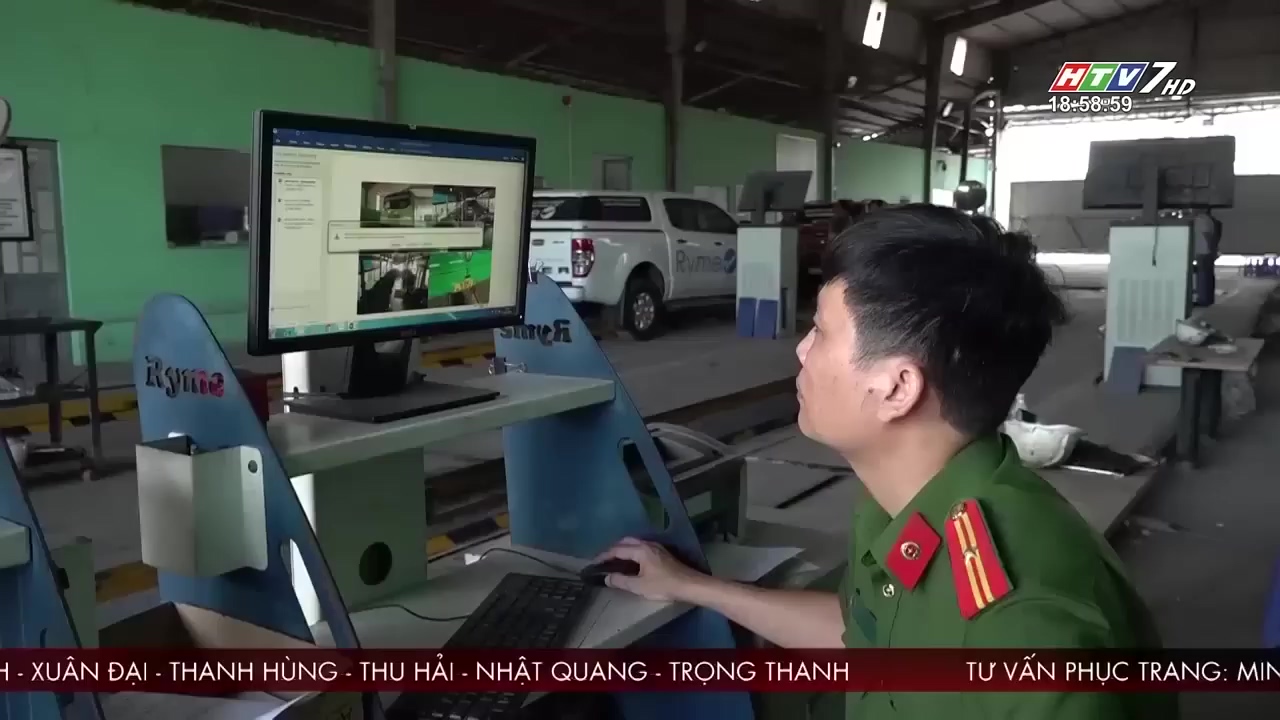 HTV7 HD
18:58:59
Ryme
Ryme
Ryme
H - XUÂN ĐẠI - THANH HÙNG - THU HẢI - NHẬT QUANG - TRỌNG THANH TƯ VẤN PHỤC TRANG: MIN